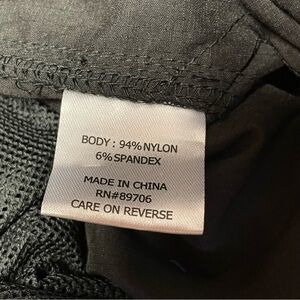 BODY : 94% NYLON
6% SPANDEX
MADE IN CHINA
RN#89706
CARE ON REVERSE